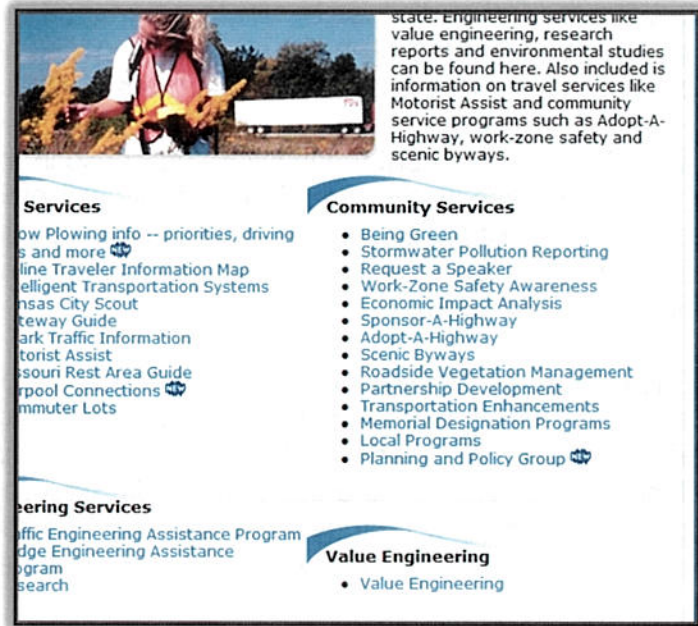 state. Engineering services like
value engineering, research
reports and environmental studies
can be found here. Also included is
information on travel services like
Motorist Assist and community
service programs such as Adopt-A-
Highway, work-zone safety and
scenic byways.
Services
ow Plowing info -- priorities, driving
s and more NEW
line Traveler Information Map
elligent Transportation Systems
nsas City Scout
teway Guide
ark Traffic Information
torist Assist
ssouri Rest Area Guide
rpool Connections NEW
mmuter Lots
Community Services
• Being Green
• Stormwater Pollution Reporting
• Request a Speaker
• Work-Zone Safety Awareness
• Economic Impact Analysis
• Sponsor-A-Highway
• Adopt-A-Highway
• Scenic Byways
• Roadside Vegetation Management
• Partnership Development
• Transportation Enhancements
• Memorial Designation Programs
• Local Programs
• Planning and Policy Group NEW
eering Services
affic Engineering Assistance Program
dge Engineering Assistance
ogram
search
Value Engineering
• Value Engineering